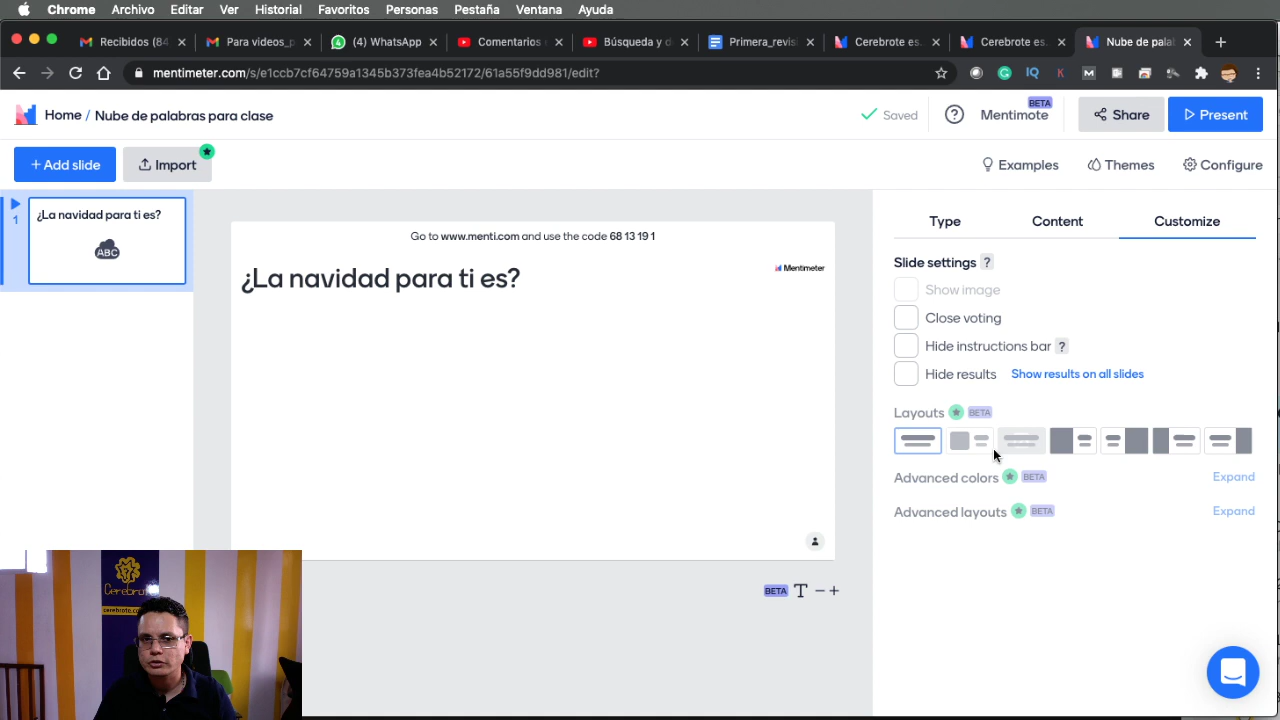 Chrome Archivo Editar Ver Historial Favoritos Personas Pestaña Ventana Ayuda
Recibidos (84 Para videos_p (4) WhatsApp Comentarios Búsqueda y d Primera_revisi Cerebrote es. Cerebrote es. Nube de pala
mentimeter.com/s/e1ccb7cf64759a1345b373fea4b52172/61a55f9dd981/edit?
Home / Nube de palabras para clase
Saved
Mentimote BETA
Share
Present
+ Add slide
Import
Examples
Themes
Configure
1
¿La navidad para ti es?
ABC
Go to www.menti.com and use the code 68 13 19 1
¿La navidad para ti es?
Mentimeter
BETA T − +
Type Content Customize
Slide settings ?
Show image
Close voting
Hide instructions bar ?
Hide results Show results on all slides
Layouts BETA
Advanced colors BETA Expand
Advanced layouts BETA Expand
Cerebrote